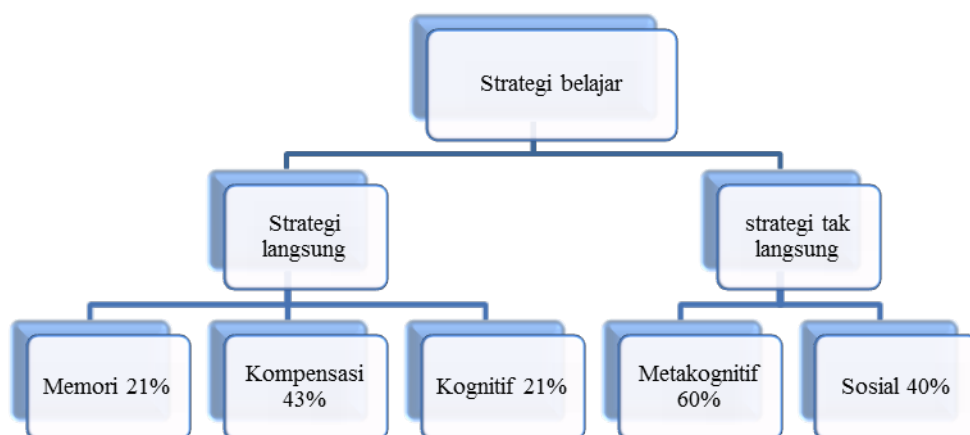 Strategi belajar
Strategi
langsung
strategi tak
langsung
Memori 21%
Kompensasi
43%
Kognitif 21%
Metakognitif
60%
Sosial 40%